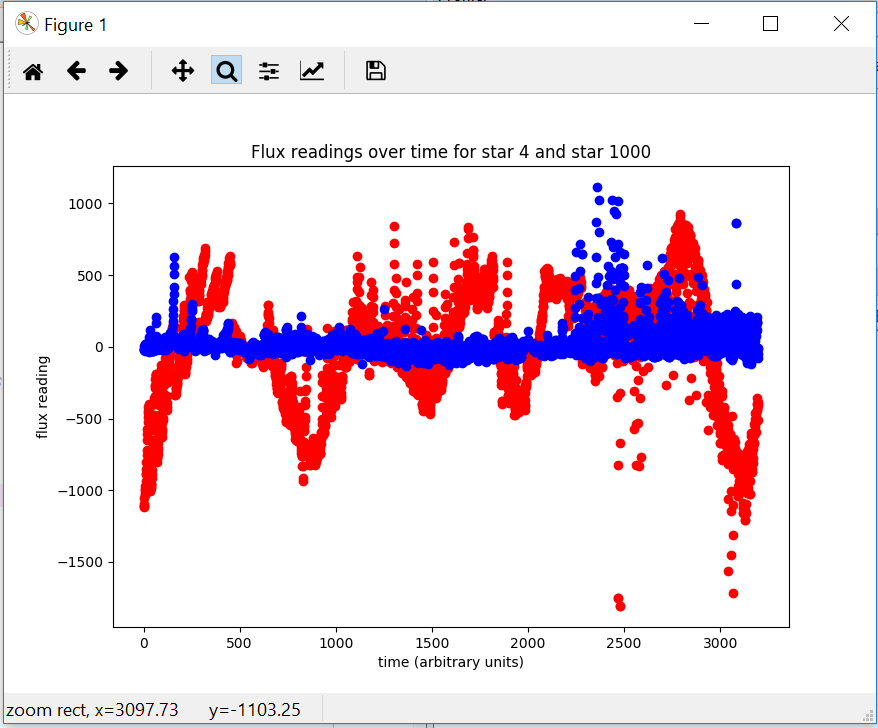 Figure 1
Flux readings over time for star 4 and star 1000
1000
500
0
−500
−1000
−1500
flux reading
0 500 1000 1500 2000 2500 3000
time (arbitrary units)
zoom rect, x=3097.73 y=-1103.25